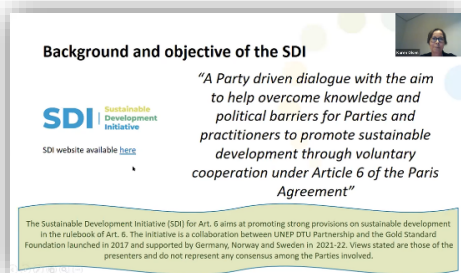 Background and objective of the SDI
Karen Olsen
SDI
Sustainable
Development
Initiative
SDI website available here
“A Party driven dialogue with the aim
to help overcome knowledge and
political barriers for Parties and
practitioners to promote sustainable
development through voluntary
cooperation under Article 6 of the Paris
Agreement”
The Sustainable Development Initiative (SDI) for Art. 6 aims at promoting strong provisions on sustainable development
in the rulebook of Art. 6. The initiative is a collaboration between UNEP DTU Partnership and the Gold Standard
Foundation launched in 2017 and supported by Germany, Norway and Sweden in 2021-22. Views stated are those of the
presenters and do not represent any consensus among the Parties involved.